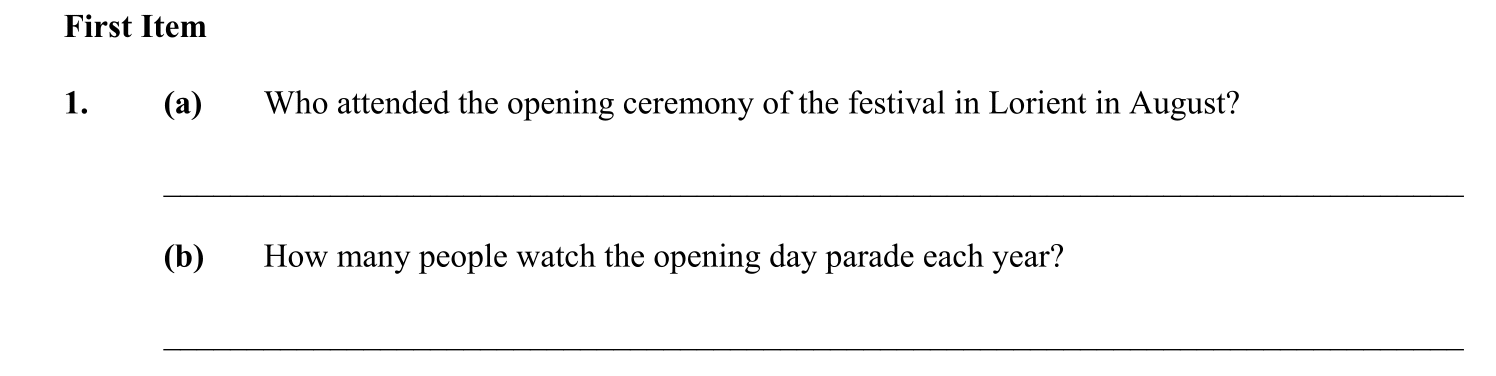 First Item
1. (a) Who attended the opening ceremony of the festival in Lorient in August?
(b) How many people watch the opening day parade each year?